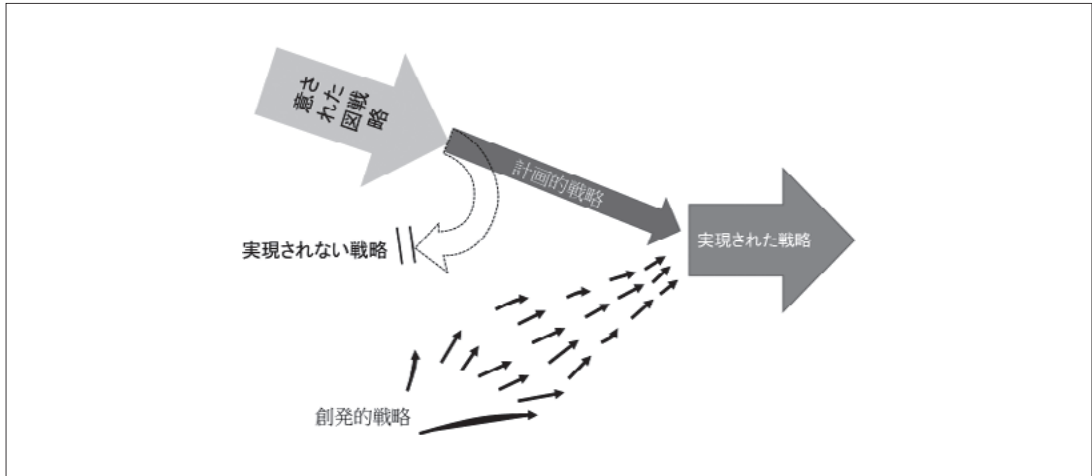 意さ
れた
図戦
略
計画的戦略
実現されない戦略
実現された戦略
創発的戦略